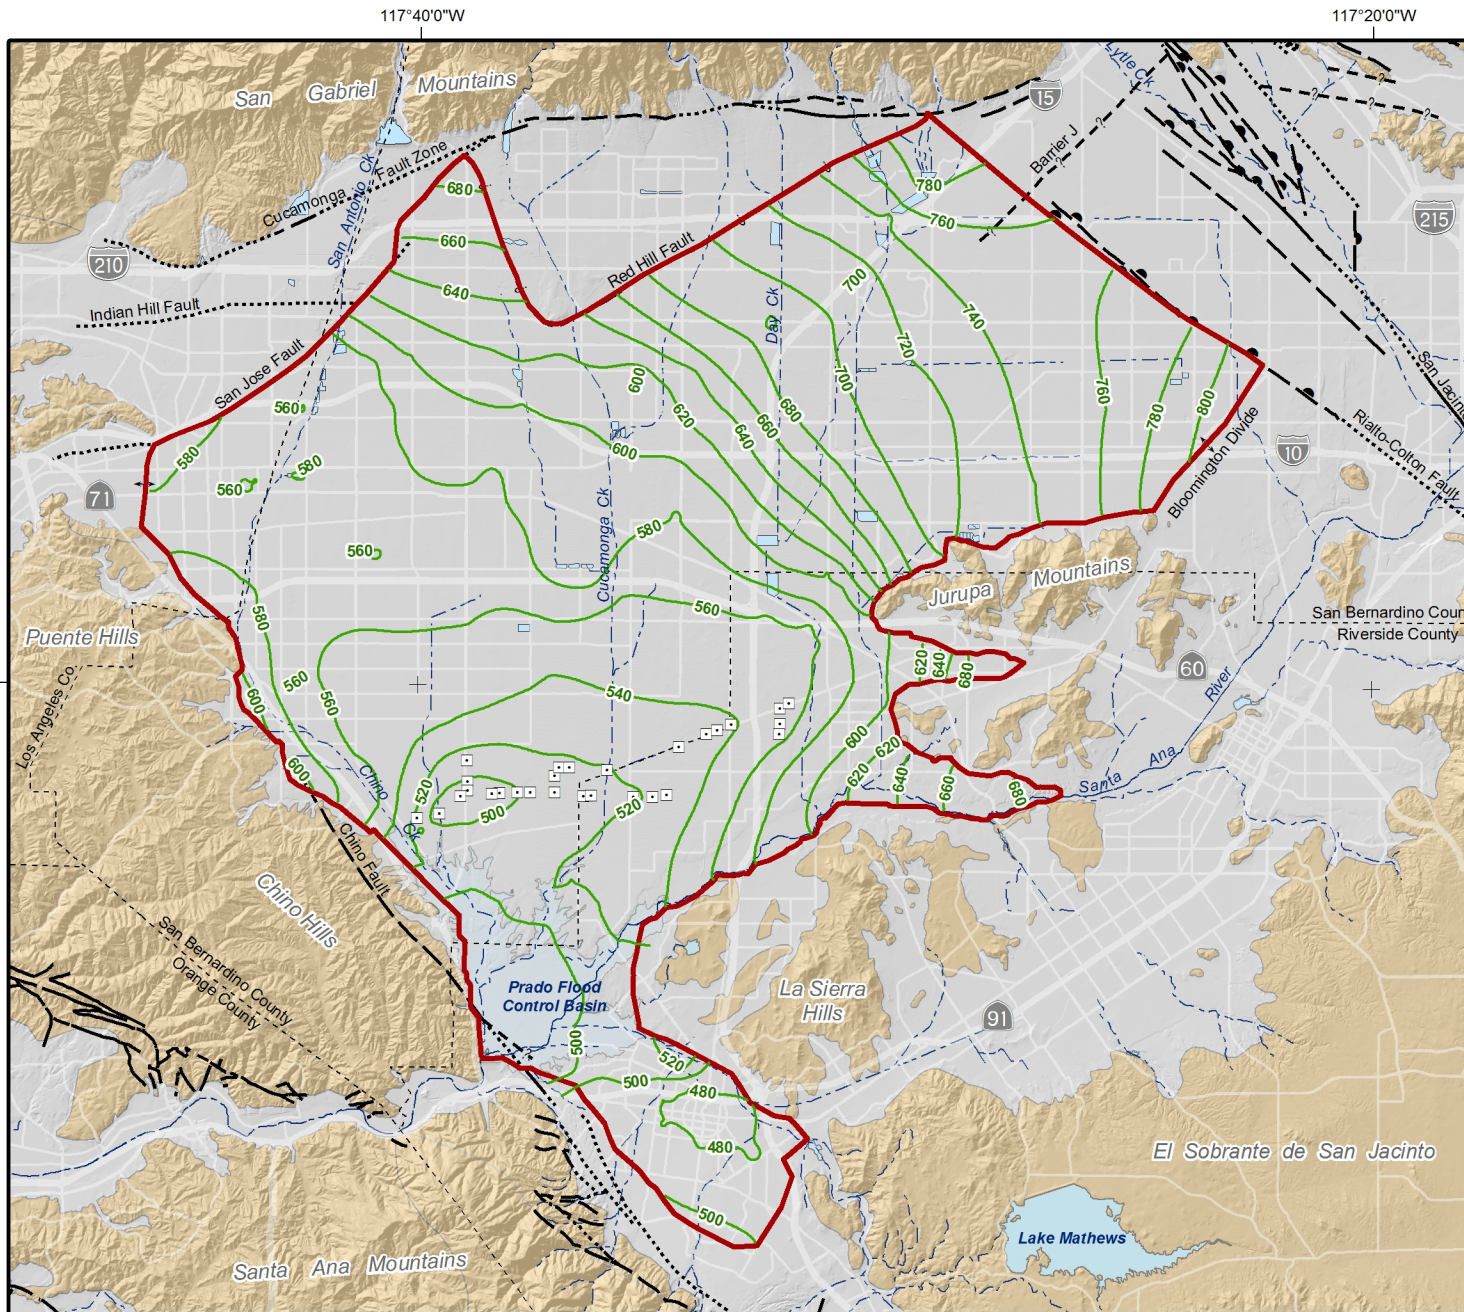 117°40'0"W
117°20'0"W
San Gabriel Mountains
Lytle Ck
15
Barrier J
?
?
?
?
?
215
Cucamonga Fault Zone
San Antonio Ck
680
780
760
210
660
Red Hill Fault
640
700
Indian Hill Fault
Day Ck
740
720
San Jose Fault
600
700
San Jacinto
760
560
620
680
780
800
640
660
Rialto-Colton Fault
Bloomington Divide
580
580
600
10
71
560
Cucamonga Ck
580
560
Jurupa Mountains
580
560
San Bernardino Coun
Riverside County
Puente Hills
620
640
680
60
River
Los Angeles Co.
560
560
540
600
600
620
Santa Ana
600
Chino
Ck
520
620
640
660
680
500
520
Chino Fault
Chino Hills
San Bernardino County
Orange County
Prado Flood
Control Basin
La Sierra
Hills
91
500
520
500
480
480
El Sobrante de San Jacinto
500
Lake Mathews
Santa Ana Mountains